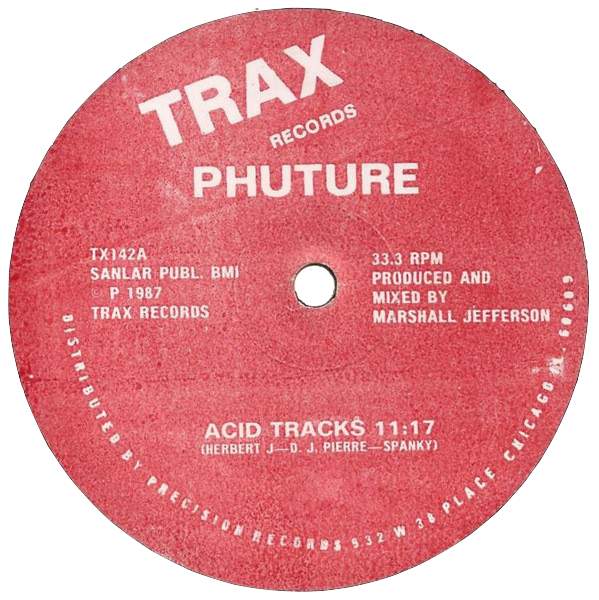 TRAX
RECORDS
PHUTURE
TX142A
SANLAR PUBL. BMI
© P 1987
TRAX RECORDS
33.3 RPM
PRODUCED AND
MIXED BY
MARSHALL JEFFERSON
ACID TRACKS 11:17
(HERBERT J—D. J. PIERRE—SPANKY)
DISTRIBUTED BY PRECISION RECORDS 932 W 38 PLACE CHICAGO IL. 60609